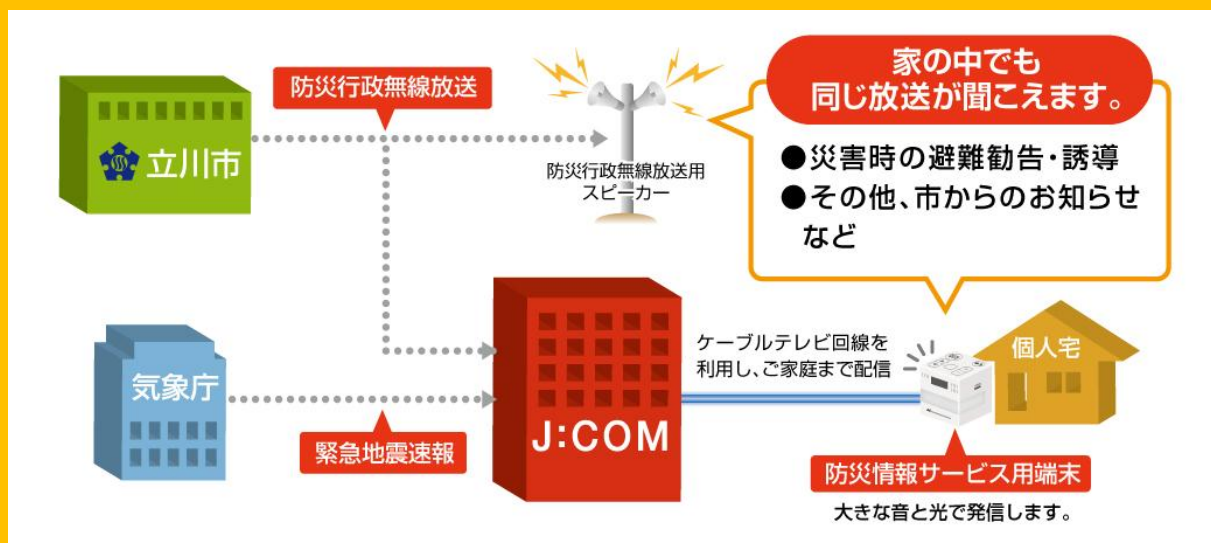 防災行政無線放送
立川市
防災行政無線放送用
スピーカー
家の中でも
同じ放送が聞こえます。
●災害時の避難勧告・誘導
●その他、市からのお知らせ
など
気象庁
緊急地震速報
J:COM
ケーブルテレビ回線を
利用し、ご家庭まで配信
個人宅
防災情報サービス用端末
大きな音と光で発信します。